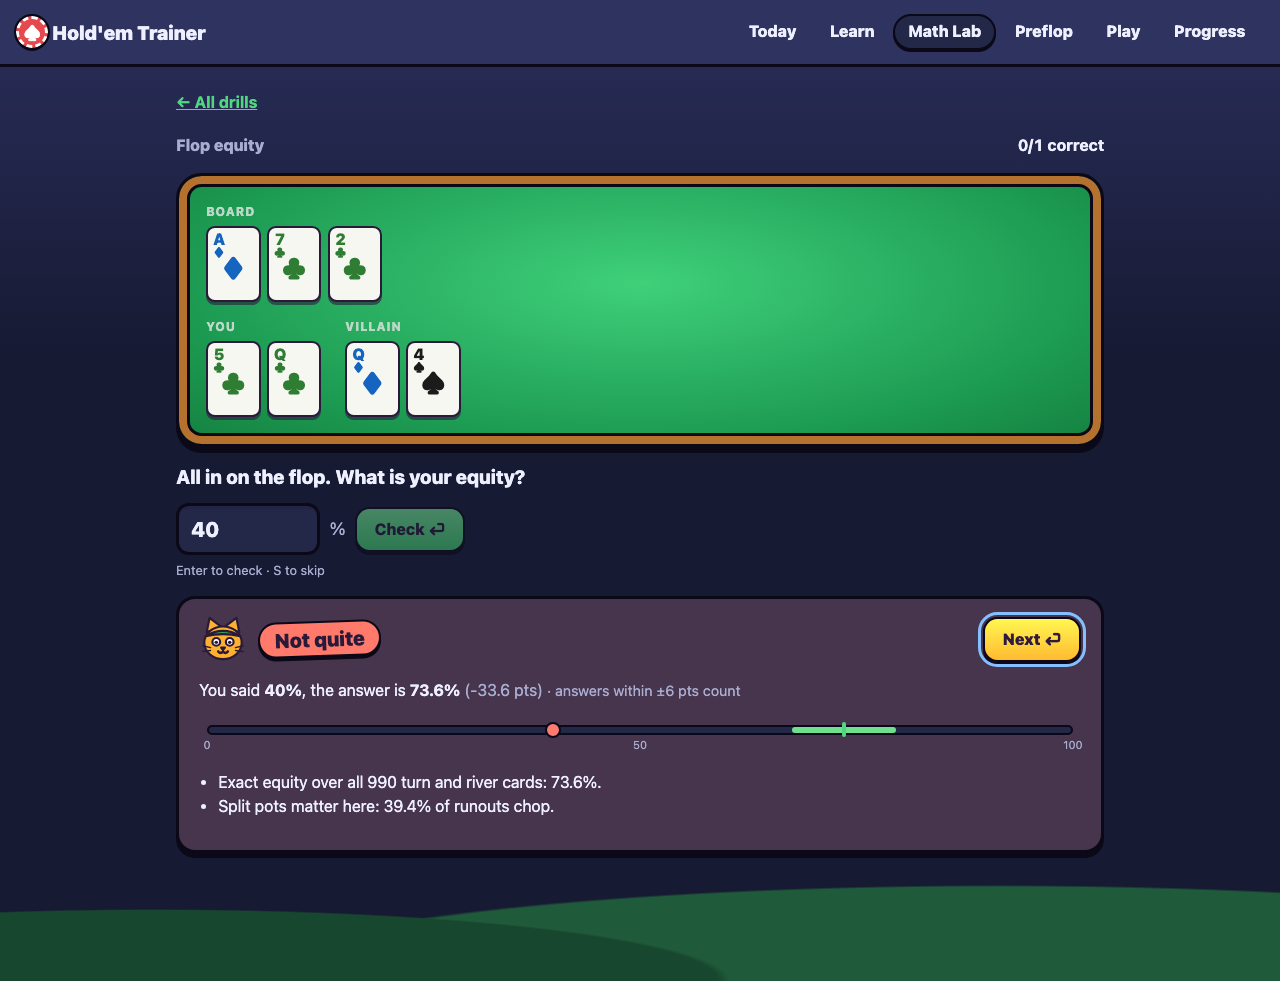 Hold'em Trainer
Today Learn Math Lab Preflop Play Progress
← All drills
Flop equity 0/1 correct
BOARD
A 7 2
YOU VILLAIN
5 Q Q 4
All in on the flop. What is your equity?
40 % Check ⏎
Enter to check · S to skip
Not quite Next ⏎
You said 40%, the answer is 73.6% (-33.6 pts) · answers within ±6 pts count
0 50 100
• Exact equity over all 990 turn and river cards: 73.6%.
• Split pots matter here: 39.4% of runouts chop.